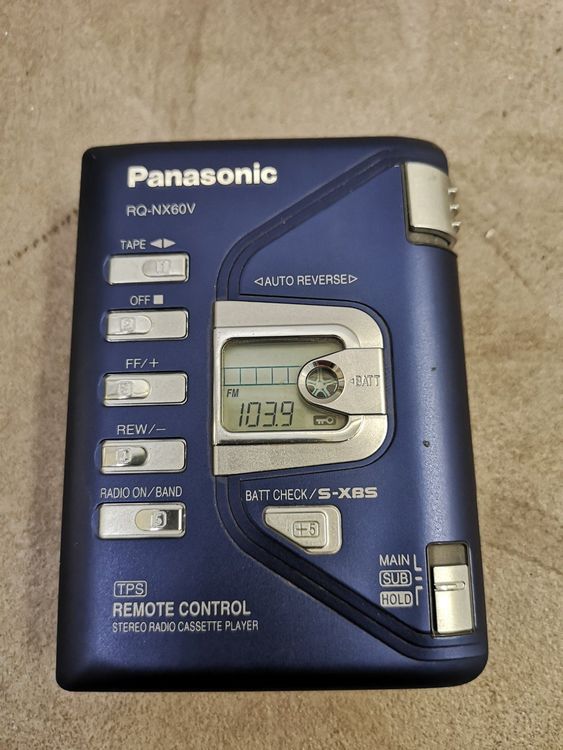 Panasonic
RQ-NX60V
TAPE ◁▷
◁AUTO REVERSE▷
OFF ■
FF/+
◁BATT
FM
103.9
REW/−
RADIO ON/BAND
BATT CHECK/S-XBS
+5
MAIN
SUB
HOLD
TPS
REMOTE CONTROL
STEREO RADIO CASSETTE PLAYER